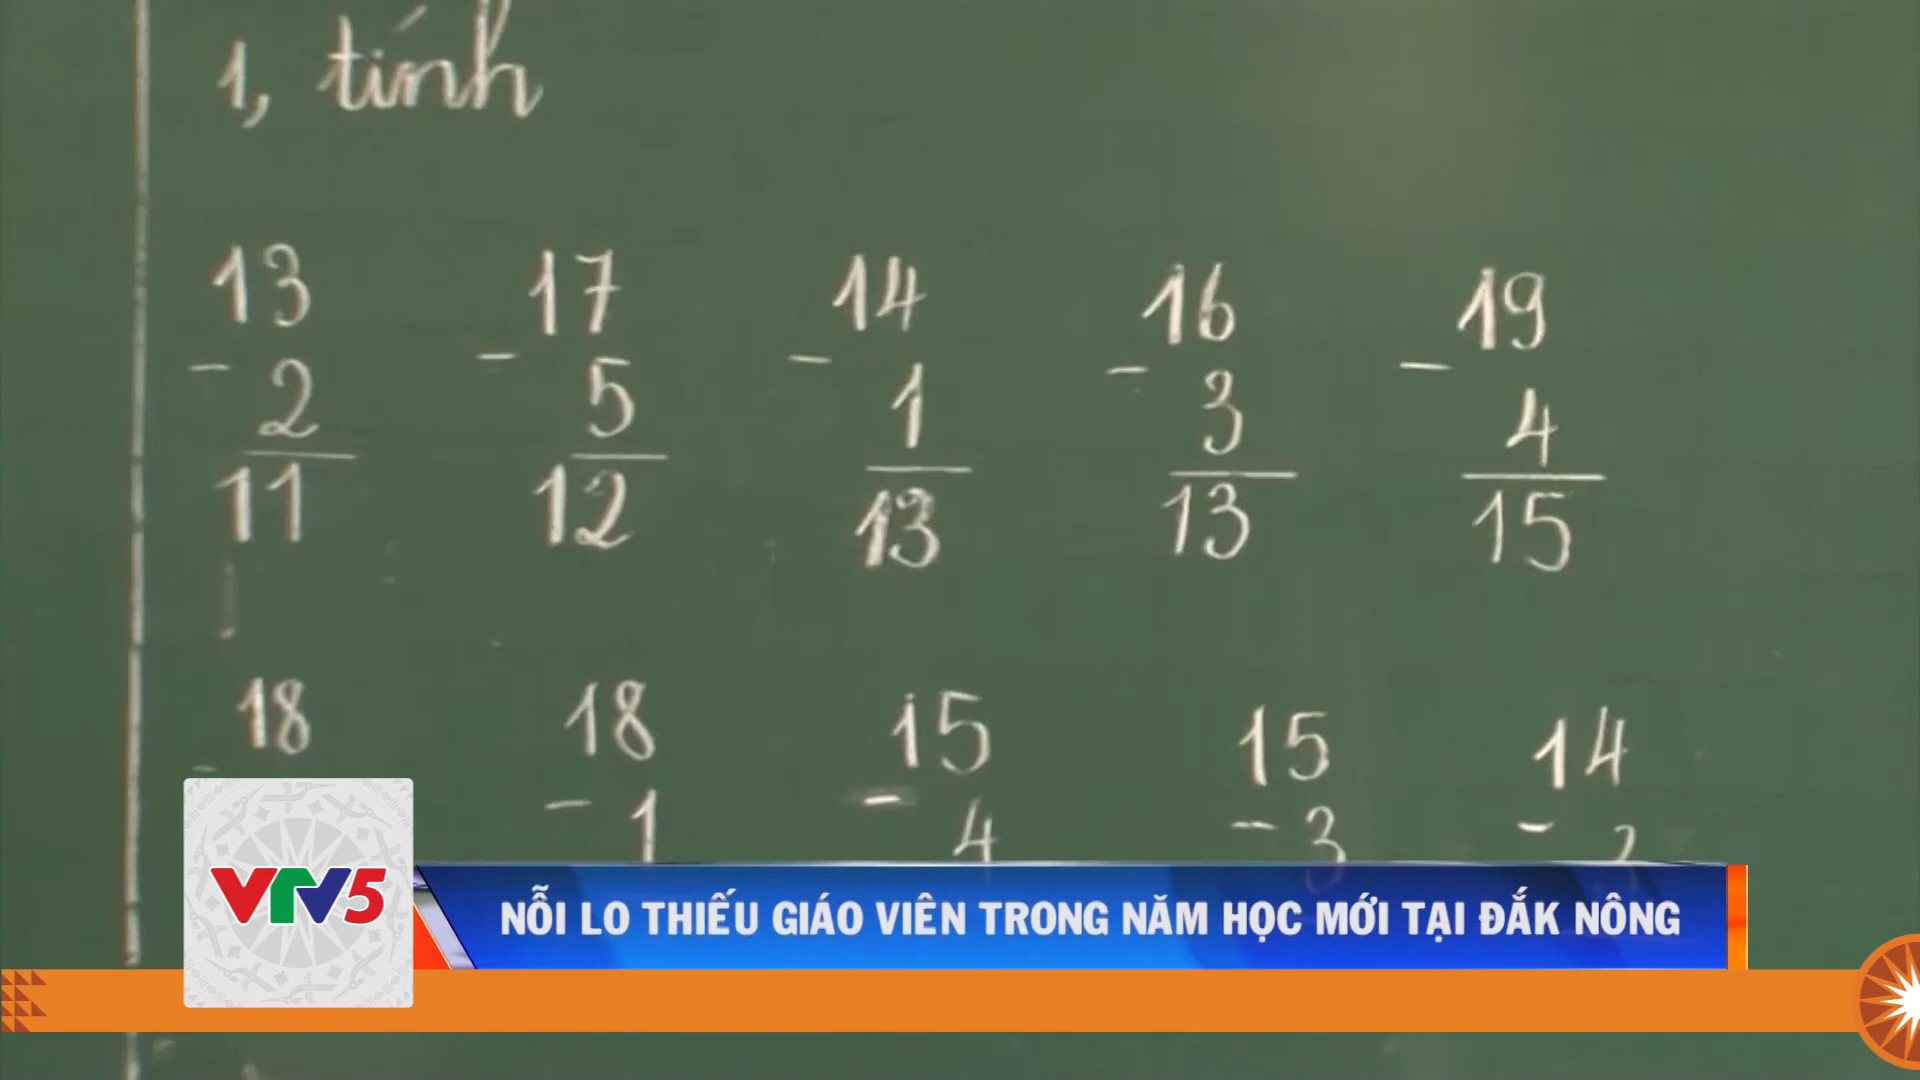 1, tính
13 17 14 16 19
- 2 - 5 - 1 - 3 - 4
11 12 13 13 15
18 18 15 15 14
- - 1 - 4 - 3 -
VTV5
NỖI LO THIẾU GIÁO VIÊN TRONG NĂM HỌC MỚI TẠI ĐẮK NÔNG